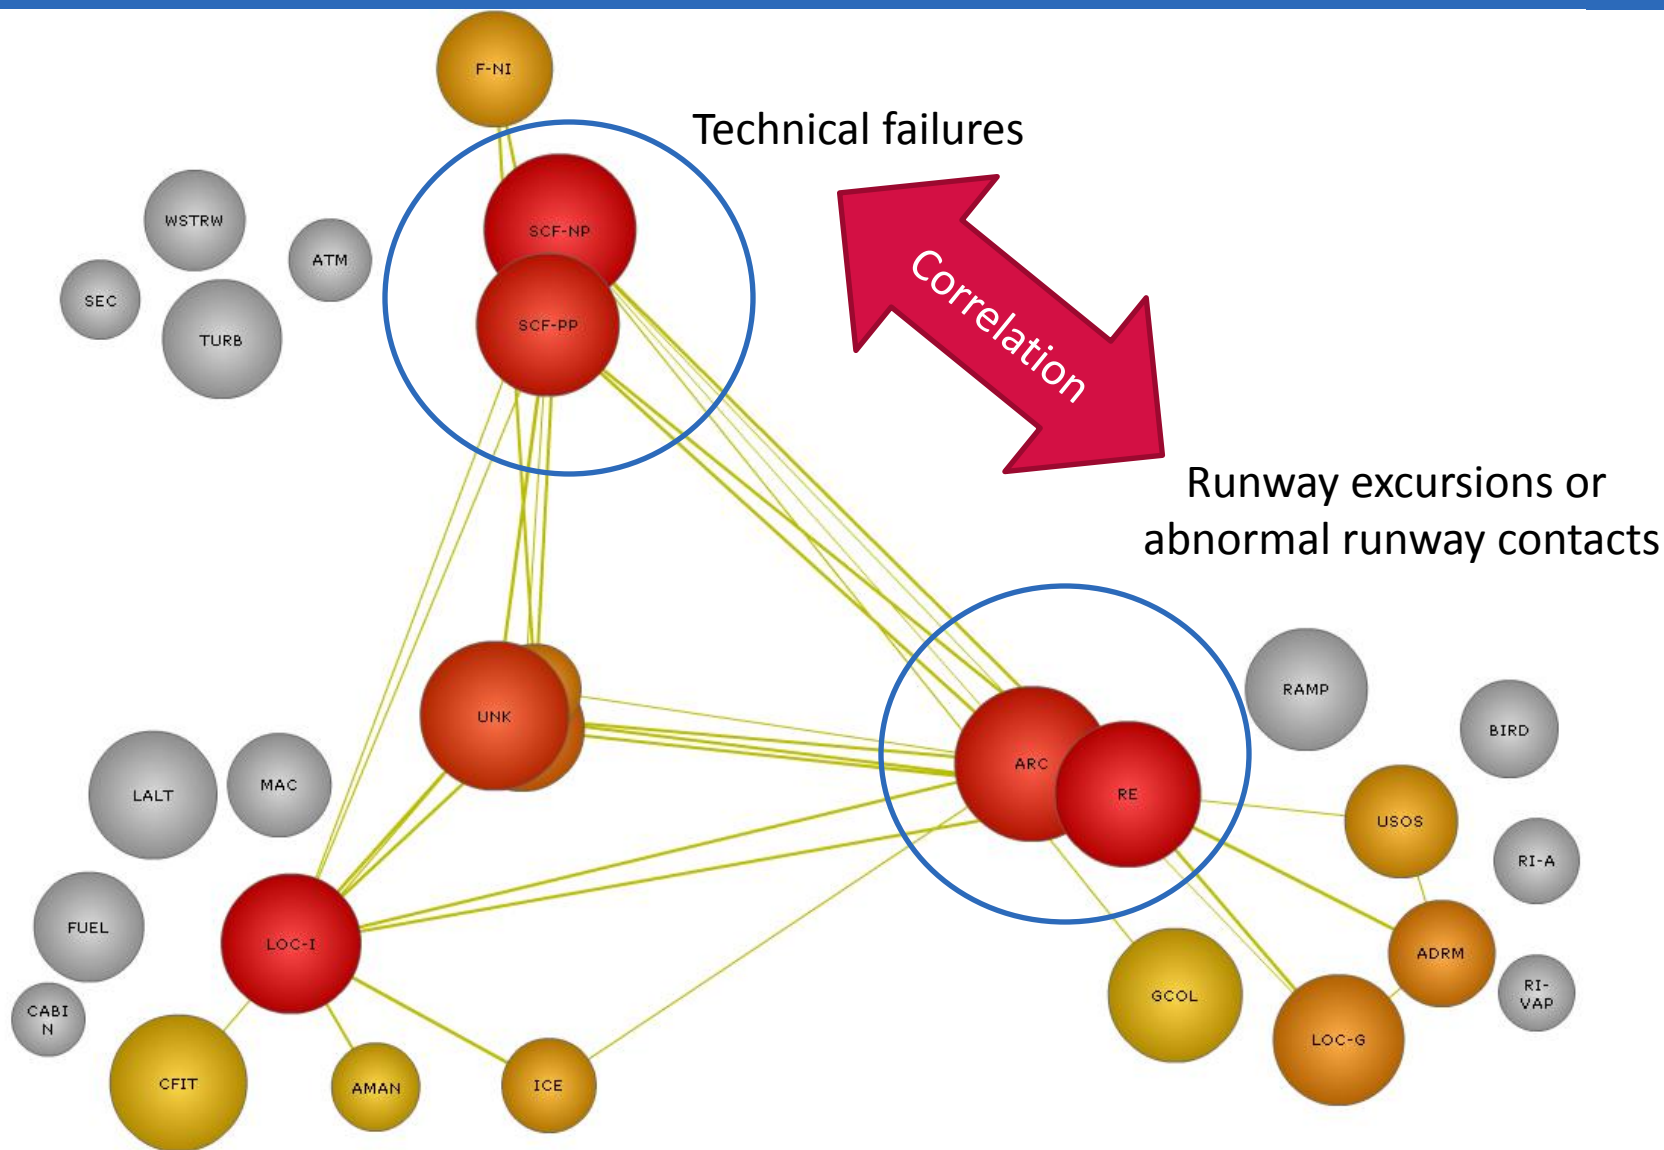 F-NI
Technical failures
WSTRW
SCF-NP
ATM
SEC
SCF-PP
TURB
Correlation
Runway excursions or
abnormal runway contacts
RAMP
UNK
BIRD
ARC
RE
MAC
LALT
USOS
RI-A
FUEL
LOC-I
ADRM
GCOL
RI-
VAP
CABI
N
LOC-G
CFIT
AMAN
ICE